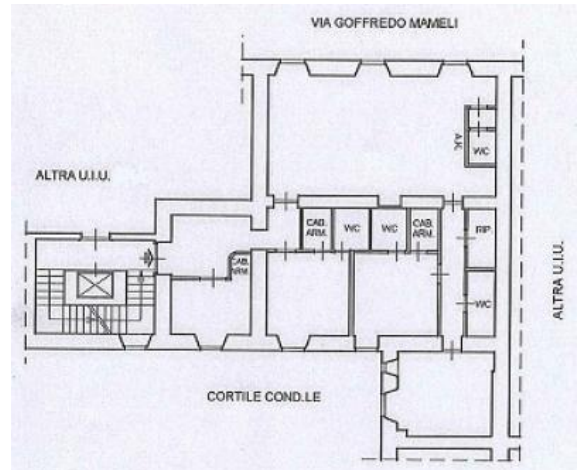 VIA GOFFREDO MAMELI
A.K.
WC
ALTRA U.I.U.
CAB.
ARM.
WC
WC
CAB.
ARM.
RIP.
CAB.
ARM.
WC
ALTRA U.I.U.
CORTILE COND.LE